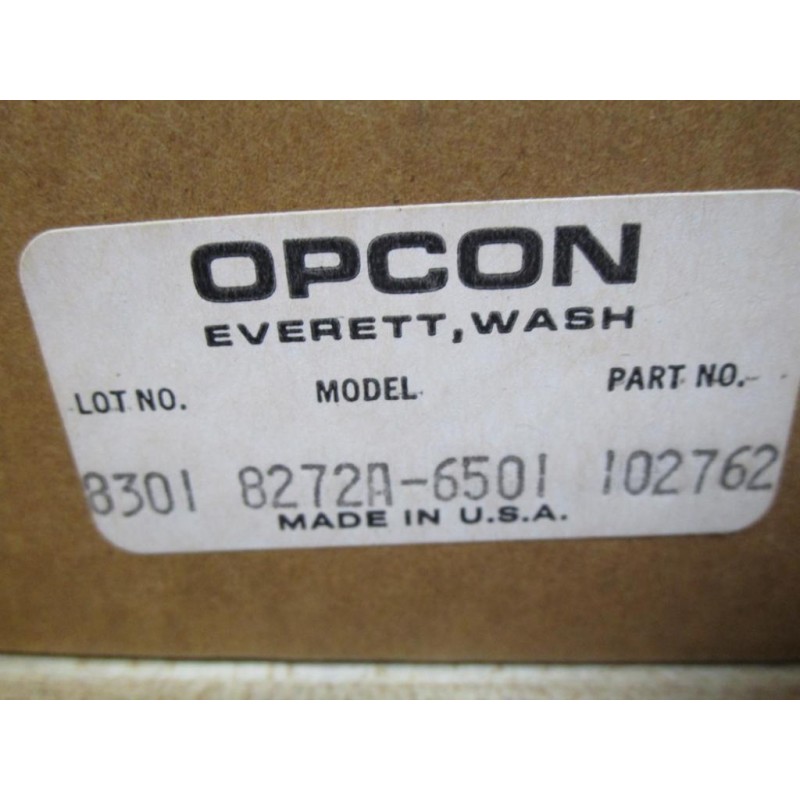 OPCON
EVERETT, WASH
LOT NO. MODEL PART NO.
8301 8272A-6501 102762
MADE IN U.S.A.